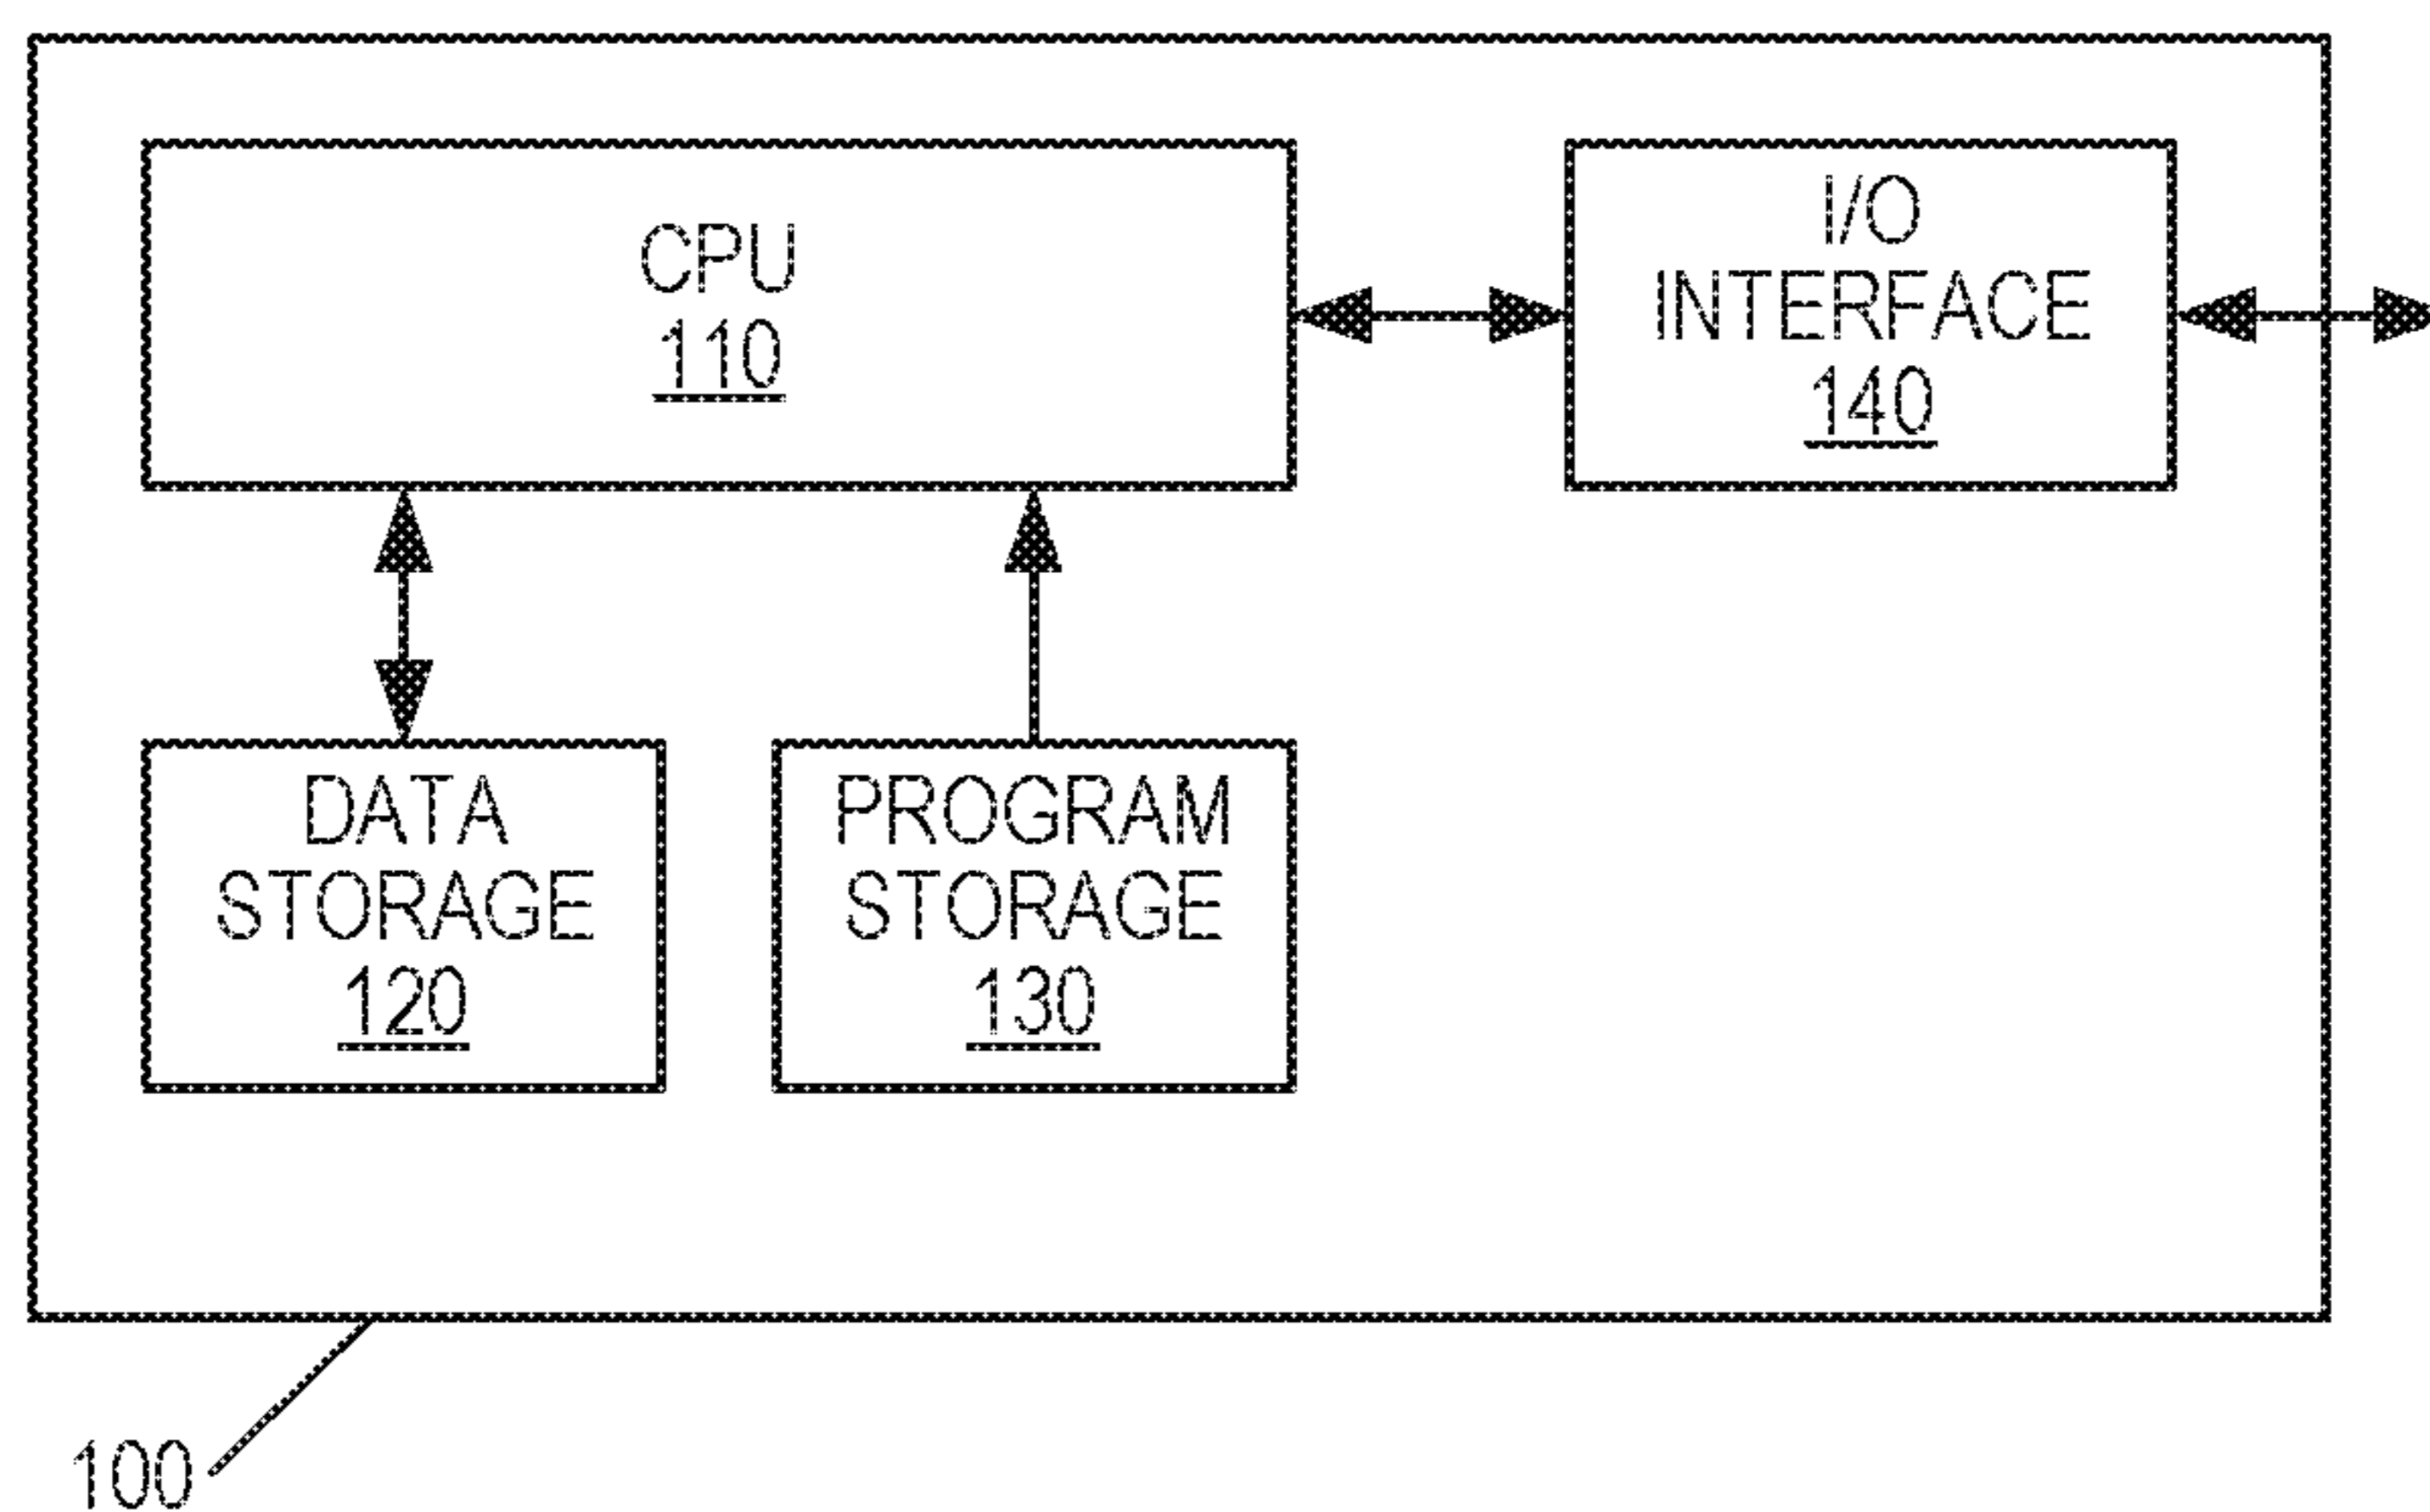 CPU
110
I/O
INTERFACE
140
DATA
STORAGE
120
PROGRAM
STORAGE
130
100